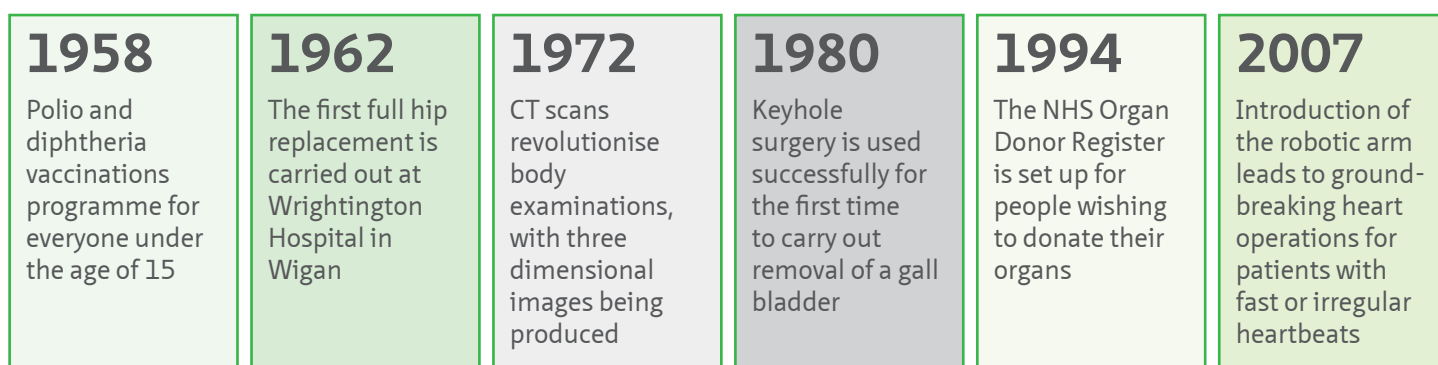 1958
Polio and
diphtheria
vaccinations
programme for
everyone under
the age of 15
1962
The first full hip
replacement is
carried out at
Wrightington
Hospital in
Wigan
1972
CT scans
revolutionise
body
examinations,
with three
dimensional
images being
produced
1980
Keyhole
surgery is used
successfully for
the first time
to carry out
removal of a gall
bladder
1994
The NHS Organ
Donor Register
is set up for
people wishing
to donate their
organs
2007
Introduction of
the robotic arm
leads to ground-
breaking heart
operations for
patients with
fast or irregular
heartbeats